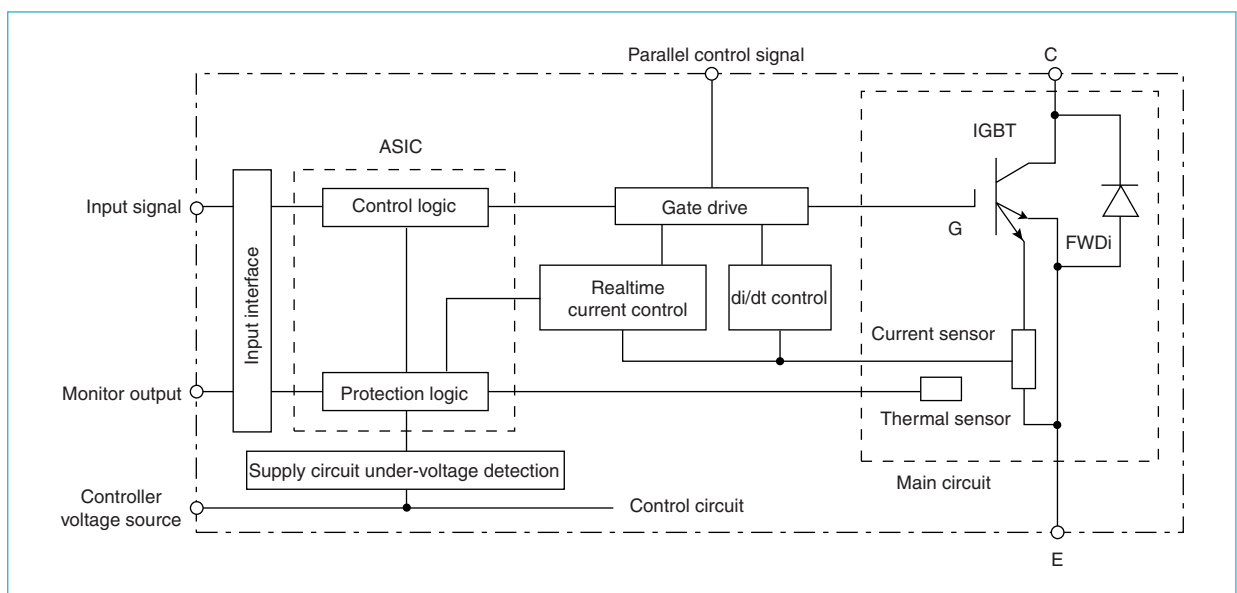 Parallel control signal
C
IGBT
ASIC
Input signal
Control logic
Gate drive
G
FWDi
Input interface
Realtime
current control
di/dt control
Current sensor
Monitor output
Protection logic
Thermal sensor
Supply circuit under-voltage detection
Main circuit
Controller
voltage source
Control circuit
E